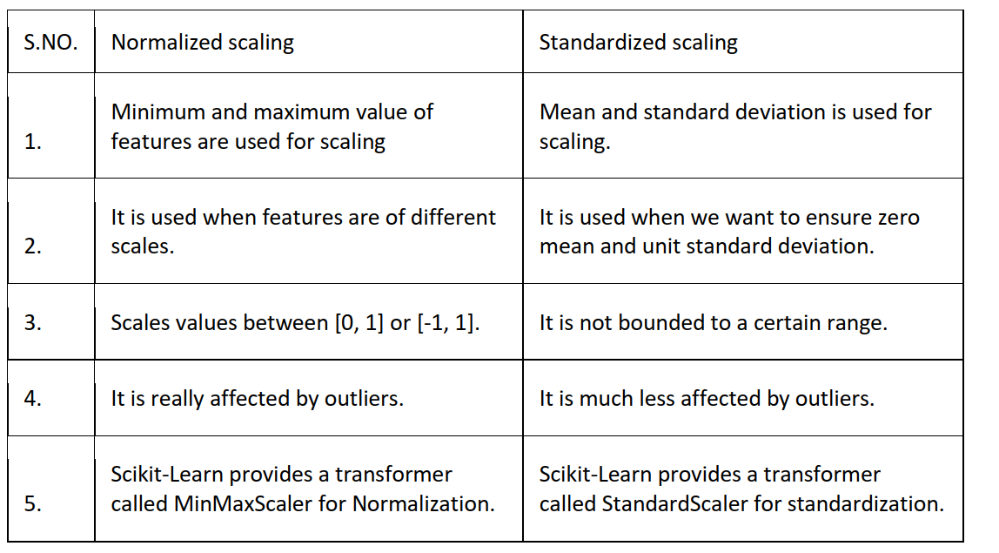 S.NO. Normalized scaling Standardized scaling
1. Minimum and maximum value of
features are used for scaling
Mean and standard deviation is used for
scaling.
2. It is used when features are of different
scales.
It is used when we want to ensure zero
mean and unit standard deviation.
3. Scales values between [0, 1] or [-1, 1]. It is not bounded to a certain range.
4. It is really affected by outliers. It is much less affected by outliers.
5. Scikit-Learn provides a transformer
called MinMaxScaler for Normalization.
Scikit-Learn provides a transformer
called StandardScaler for standardization.